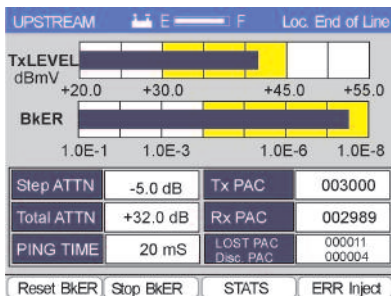 UPSTREAM E F Loc. End of Line
TxLEVEL
dBmV
+20.0 +30.0 +45.0 +55.0
BkER
1.0E-1 1.0E-3 1.0E-6 1.0E-8
Step ATTN -5.0 dB Tx PAC 003000
Total ATTN +32.0 dB Rx PAC 002989
PING TIME 20 mS LOST PAC 000011
Disc. PAC 000004
Reset BkER Stop BkER STATS ERR Inject